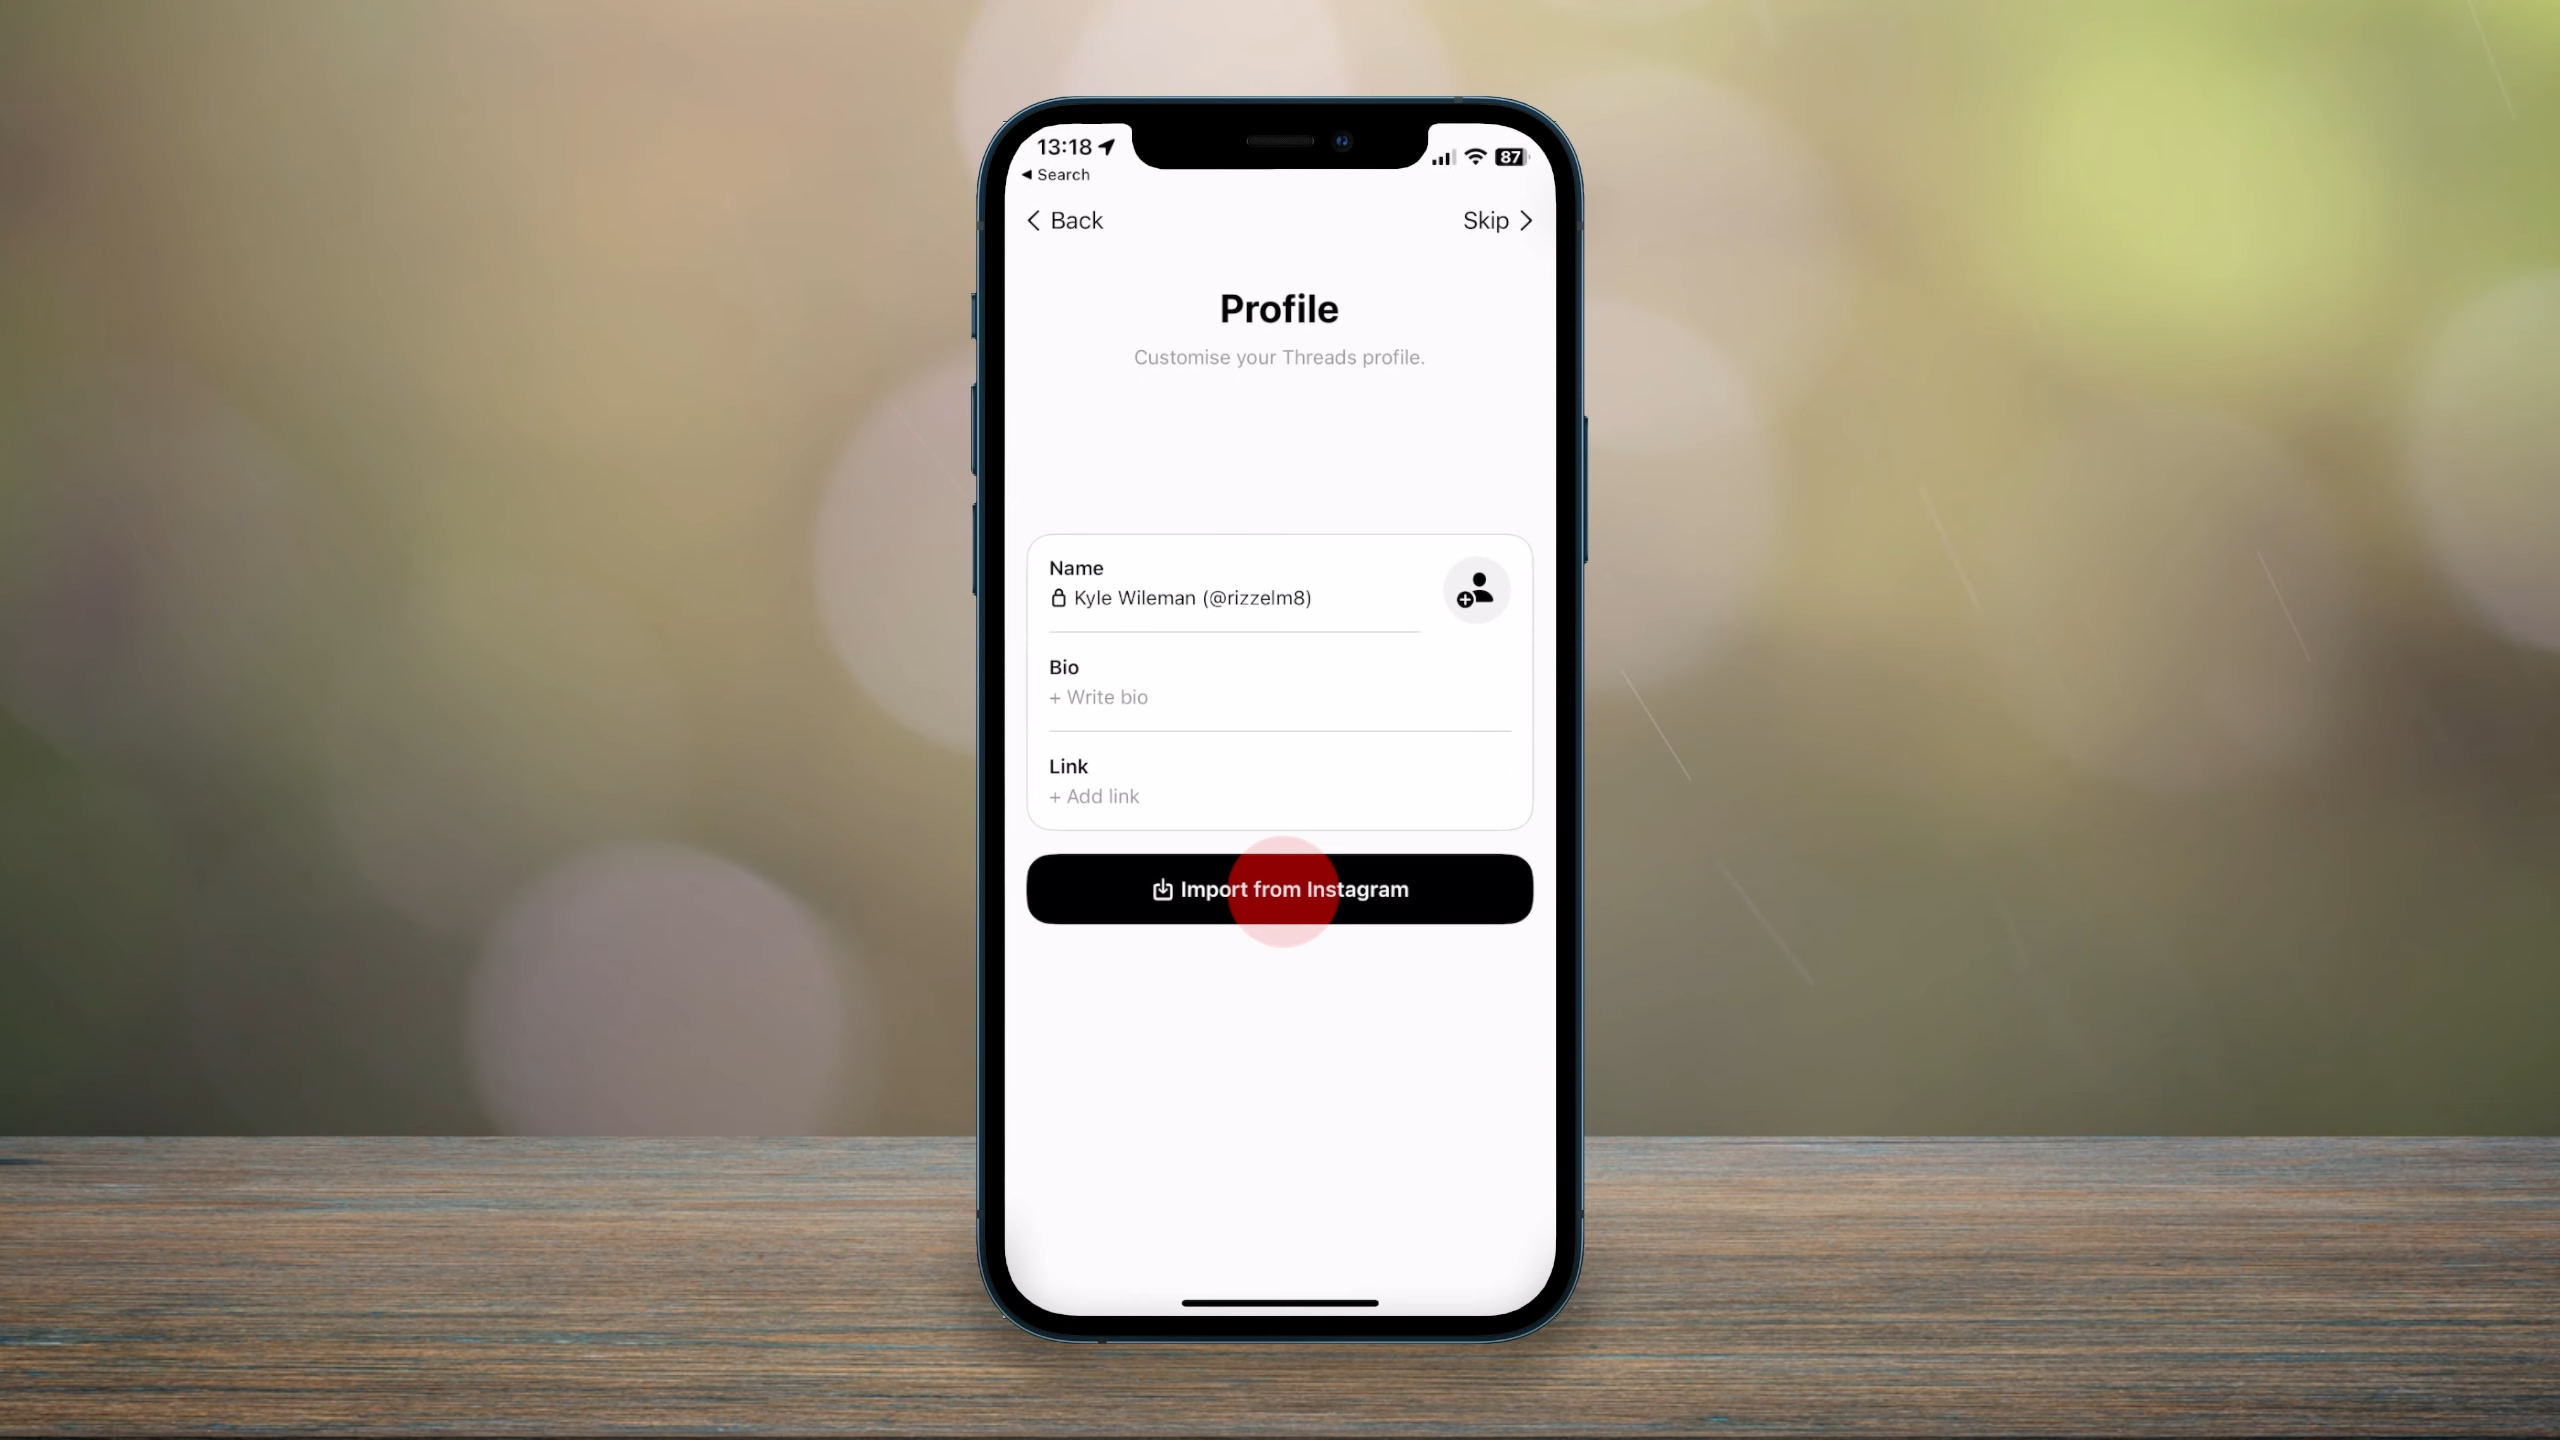 13:18
87
◀ Search
Back
Skip
Profile
Customise your Threads profile.
Name
Kyle Wileman (@rizzelm8)
Bio
+ Write bio
Link
+ Add link
Import from Instagram